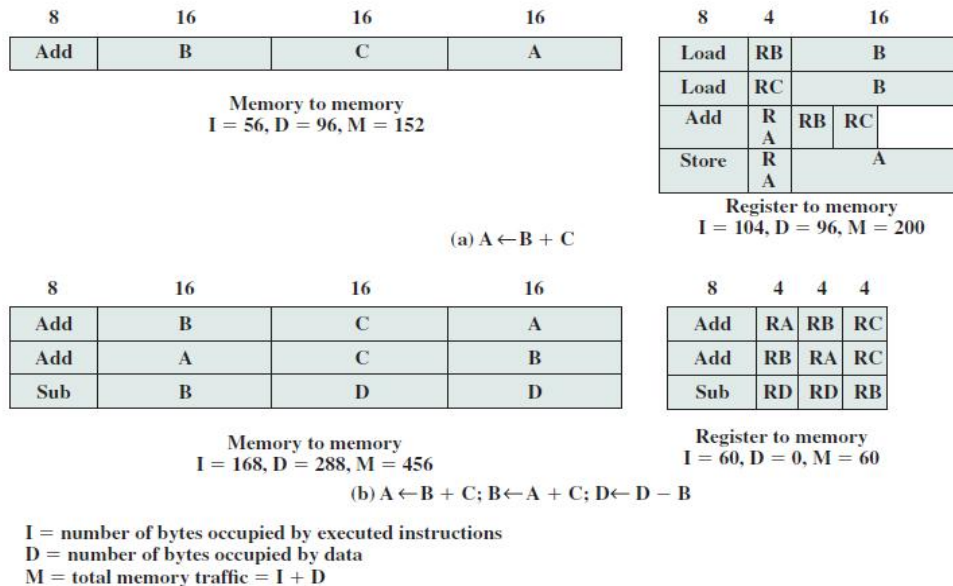 8 16 16 16
Add B C A
Memory to memory
I = 56, D = 96, M = 152
8 4 16
Load RB B
Load RC B
Add R A RB RC
Store R A A
Register to memory
I = 104, D = 96, M = 200
(a) A ← B + C
8 16 16 16
Add B C A
Add A C B
Sub B D D
Memory to memory
I = 168, D = 288, M = 456
8 4 4 4
Add RA RB RC
Add RB RA RC
Sub RD RD RB
Register to memory
I = 60, D = 0, M = 60
(b) A ← B + C; B ← A + C; D ← D − B
I = number of bytes occupied by executed instructions
D = number of bytes occupied by data
M = total memory traffic = I + D